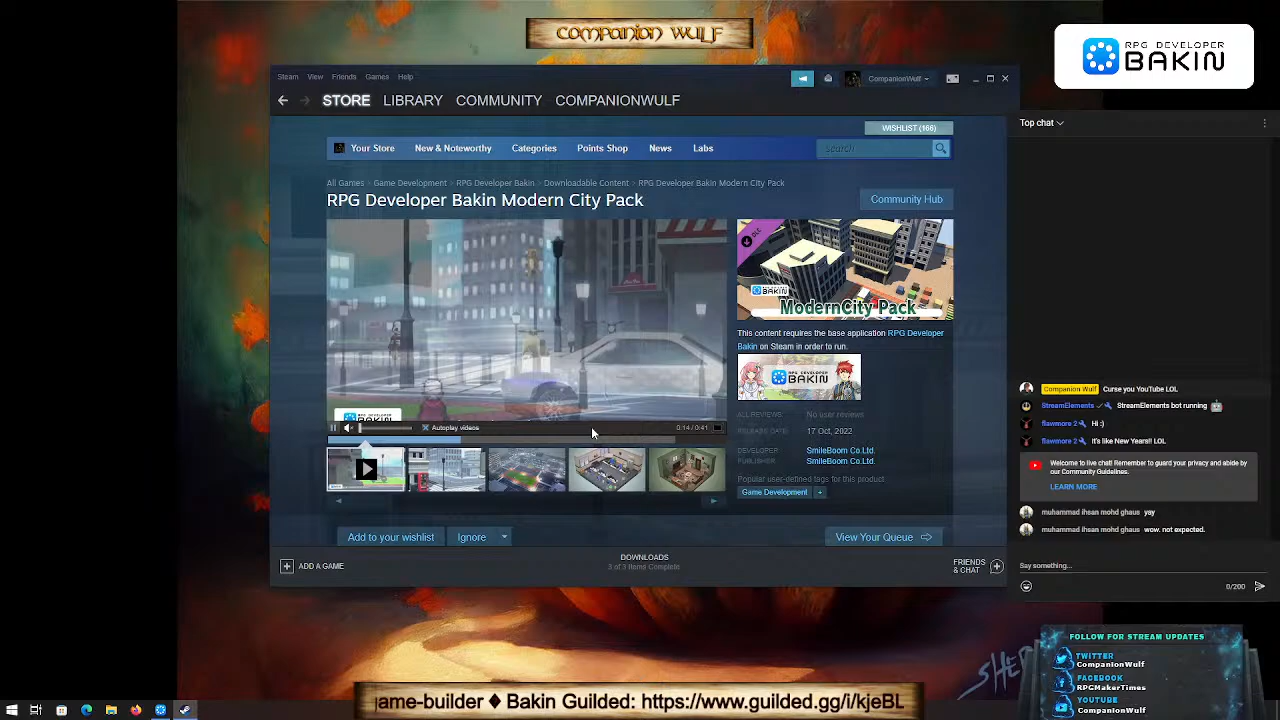 COMPANION WULF
RPG DEVELOPER
BAKIN
Steam View Friends Games Help
CompanionWulf
STORE LIBRARY COMMUNITY COMPANIONWULF
Top chat
WISHLIST (166)
Your Store New & Noteworthy Categories Points Shop News Labs
Search
All Games > Game Development > RPG Developer Bakin > Downloadable Content > RPG Developer Bakin Modern City Pack
RPG Developer Bakin Modern City Pack
Community Hub
DLC
BAKIN
ModernCity Pack
This content requires the base application RPG Developer
Bakin on Steam in order to run.
RPG DEVELOPER
BAKIN
ALL REVIEWS: No user reviews
RELEASE DATE: 17 Oct, 2022
DEVELOPER: SmileBoom Co.Ltd.
PUBLISHER: SmileBoom Co.Ltd.
Popular user-defined tags for this product:
Game Development +
BAKIN
Autoplay videos
0:14 / 0:41
Add to your wishlist
Ignore
View Your Queue
ADD A GAME
DOWNLOADS
3 of 3 Items Complete
FRIENDS
& CHAT
Companion Wulf Curse you YouTube LOL
StreamElements StreamElements bot running
flawmore 2 Hi :)
flawmore 2 It's like New Years!! LOL
Welcome to live chat! Remember to guard your privacy and abide by
our Community Guidelines.
LEARN MORE
muhammad ihsan mohd ghaus yay
muhammad ihsan mohd ghaus wow. not expected.
Say something...
0/200
FOLLOW FOR STREAM UPDATES
TWITTER
CompanionWulf
FACEBOOK
RPGMakerTimes
YOUTUBE
CompanionWulf
SHE
ame-builder ♦ Bakin Guilded: https://www.guilded.gg/i/kjeBL